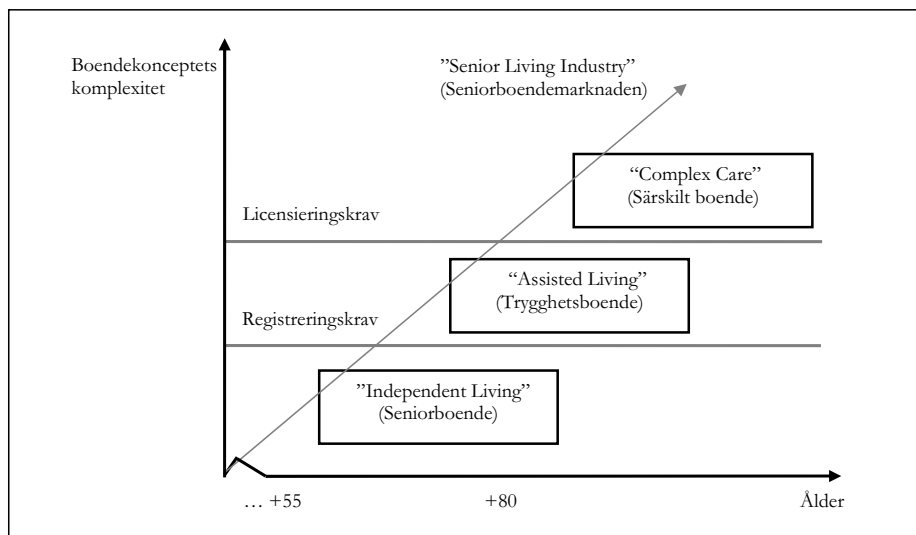 Boendekonceptets
komplexitet
”Senior Living Industry”
(Seniorboendemarknaden)
“Complex Care”
(Särskilt boende)
Licensieringskrav
“Assisted Living”
(Trygghetsboende)
Registreringskrav
”Independent Living”
(Seniorboende)
… +55
+80
Ålder